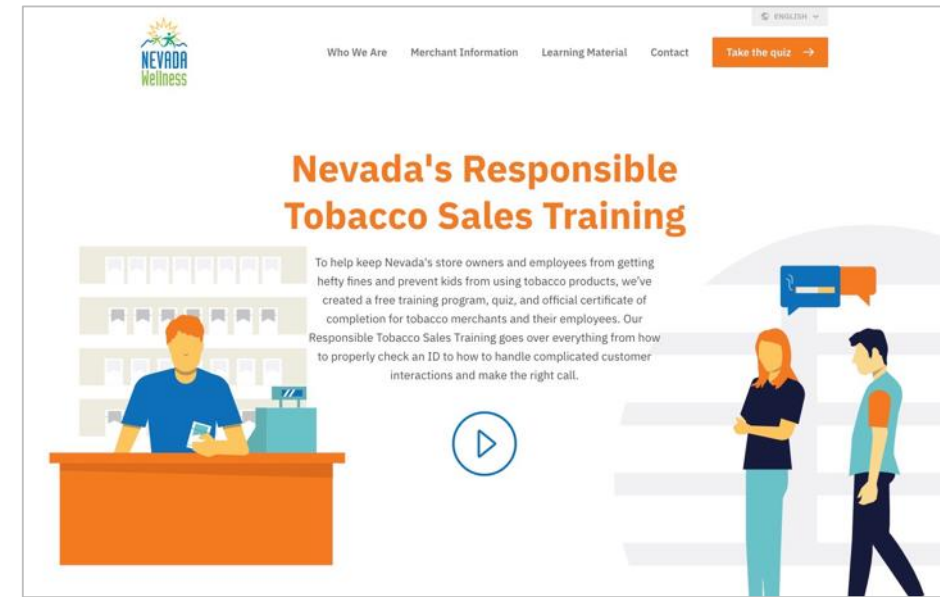 ENGLISH
NEVADA
Wellness
Who We Are Merchant Information Learning Material Contact Take the quiz →
Nevada's Responsible
Tobacco Sales Training
To help keep Nevada's store owners and employees from getting
hefty fines and prevent kids from using tobacco products, we've
created a free training program, quiz, and official certificate of
completion for tobacco merchants and their employees. Our
Responsible Tobacco Sales Training goes over everything from how
to properly check an ID to how to handle complicated customer
interactions and make the right call.